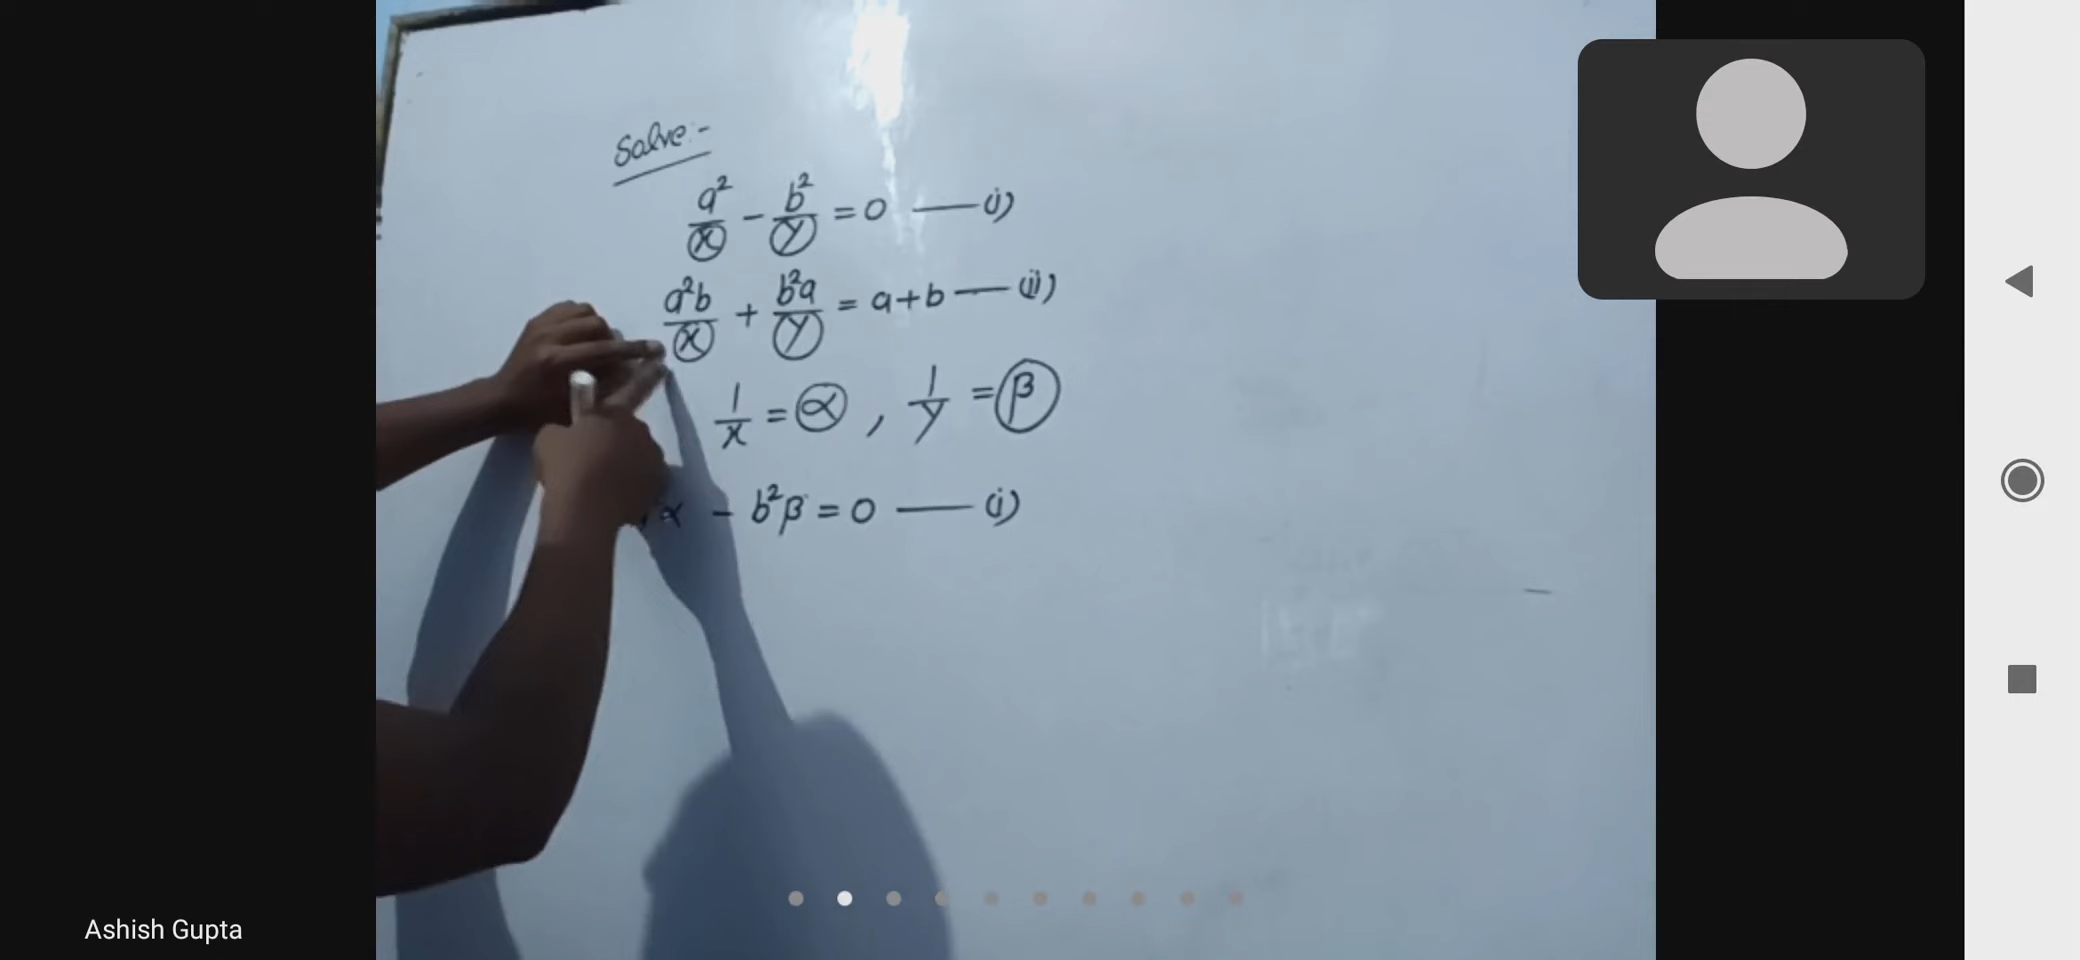 Solve:-
a²/x - b²/y = 0 —— (i)
a²b/x + b²a/y = a+b —— (ii)
1/x = α , 1/y = β
α - b²β = 0 —— (i)
Ashish Gupta